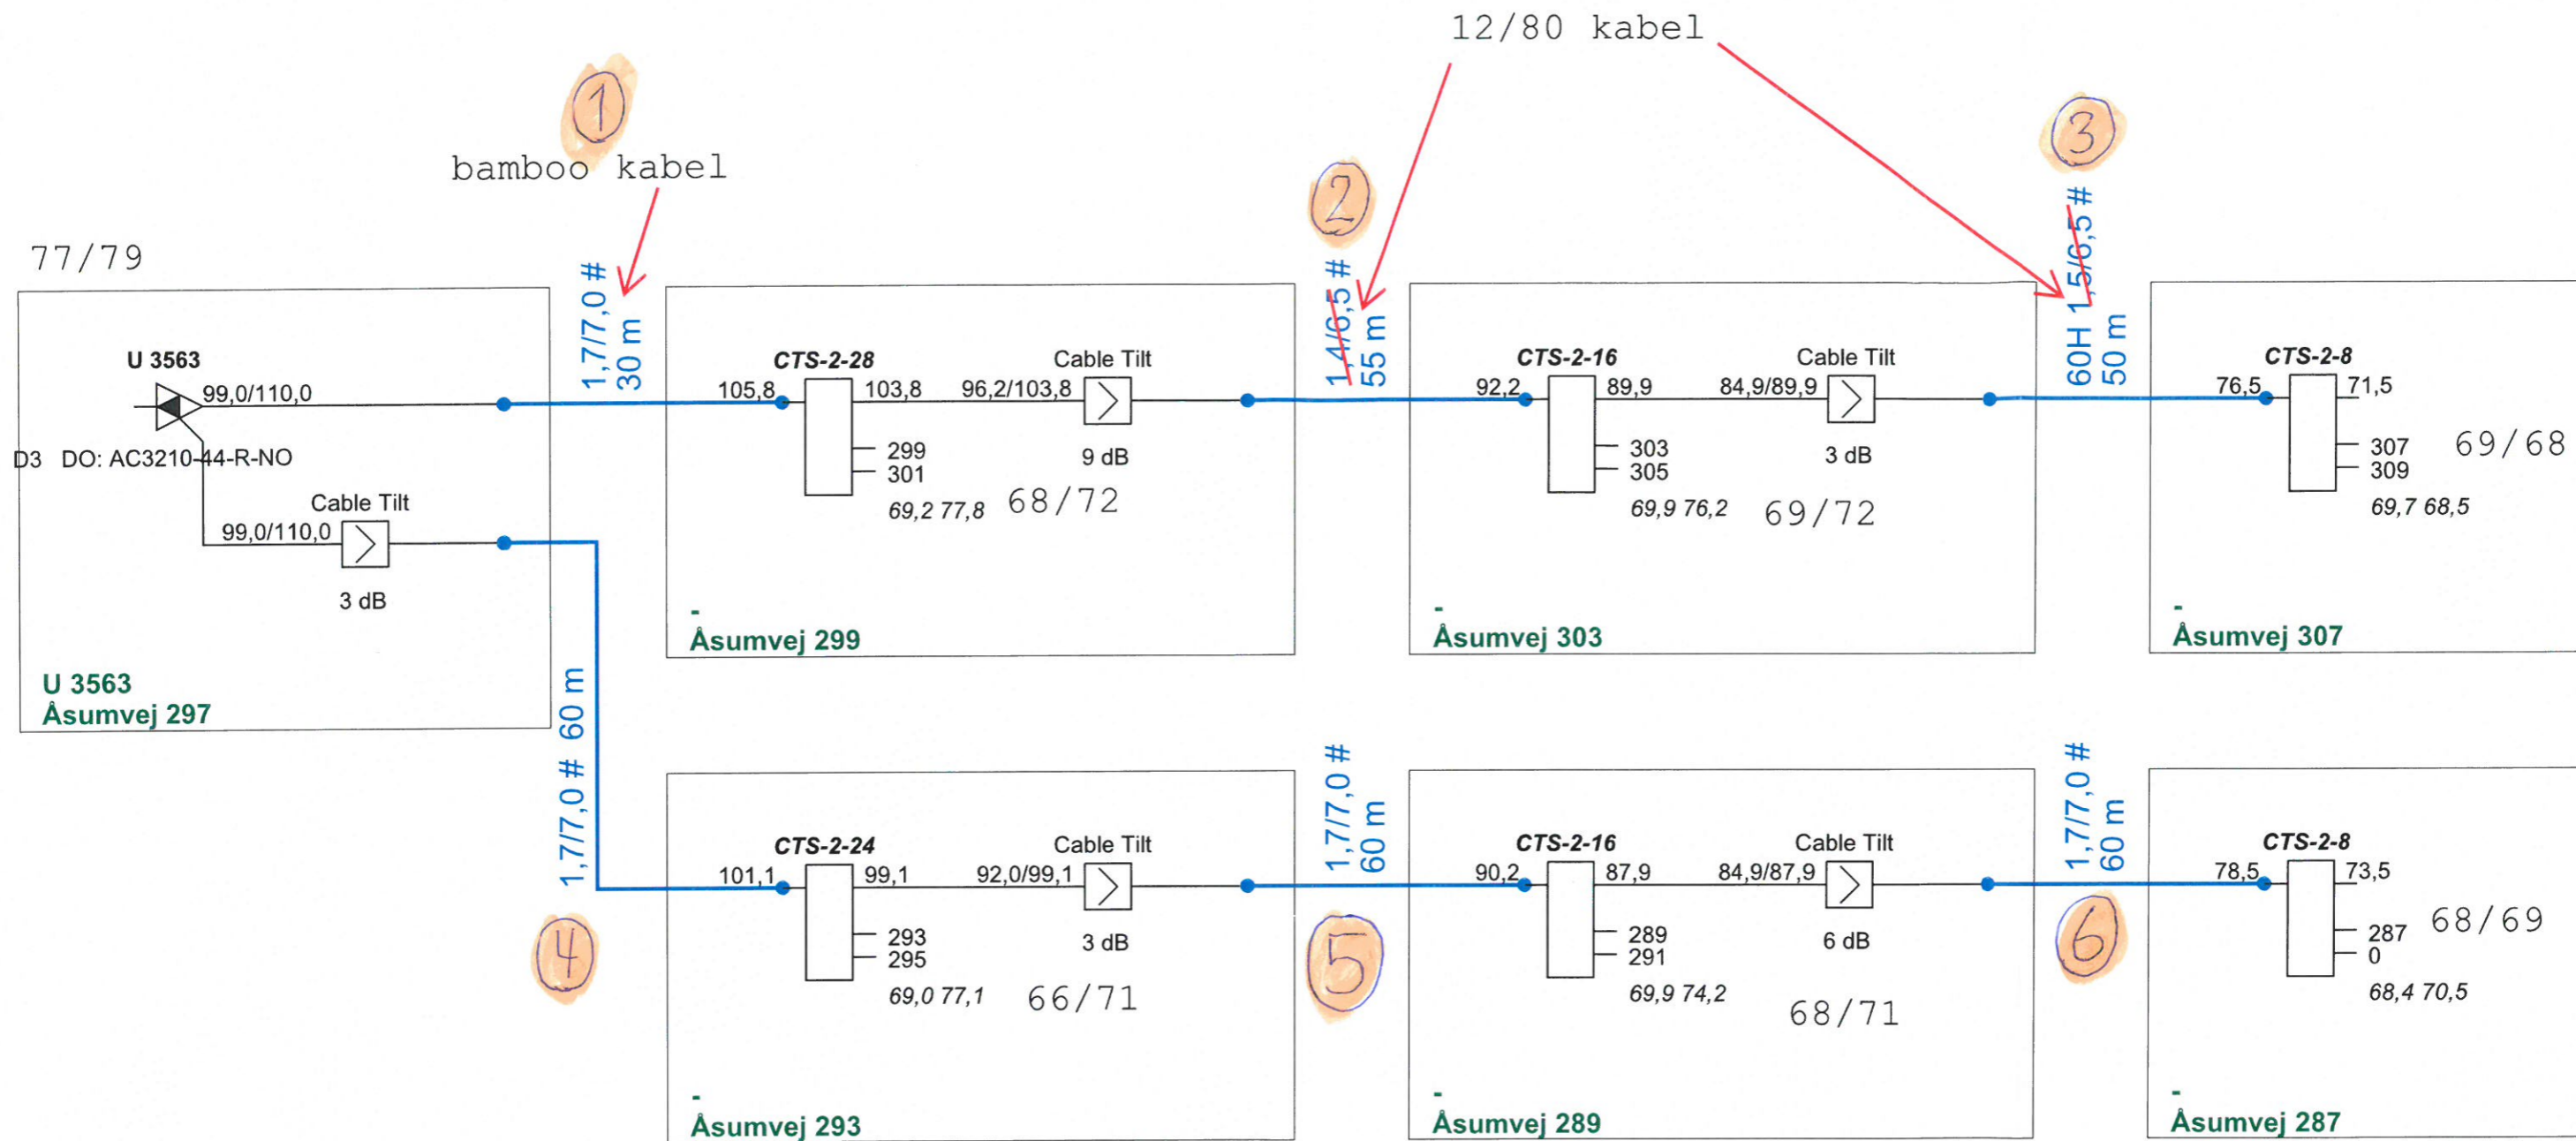 12/80 kabel
1
bamboo kabel
2
3
77/79
1,7/7,0 #
30 m
1,4/6,5 #
55 m
60H 1,5/6,5 #
50 m
U 3563
99,0/110,0
D3 DO: AC3210-44-R-NO
Cable Tilt
99,0/110,0
3 dB
U 3563
Åsumvej 297
CTS-2-28
105,8
103,8
299
301
69,2 77,8
68/72
Cable Tilt
96,2/103,8
9 dB
-
Åsumvej 299
CTS-2-16
92,2
89,9
303
305
69,9 76,2
69/72
Cable Tilt
84,9/89,9
3 dB
-
Åsumvej 303
CTS-2-8
76,5
71,5
307
309
69/68
69,7 68,5
-
Åsumvej 307
1,7/7,0 # 60 m
4
CTS-2-24
101,1
99,1
293
295
69,0 77,1
66/71
Cable Tilt
92,0/99,1
3 dB
-
Åsumvej 293
1,7/7,0 #
60 m
5
CTS-2-16
90,2
87,9
289
291
69,9 74,2
68/71
Cable Tilt
84,9/87,9
6 dB
-
Åsumvej 289
1,7/7,0 #
60 m
6
CTS-2-8
78,5
73,5
287
0
68/69
68,4 70,5
-
Åsumvej 287